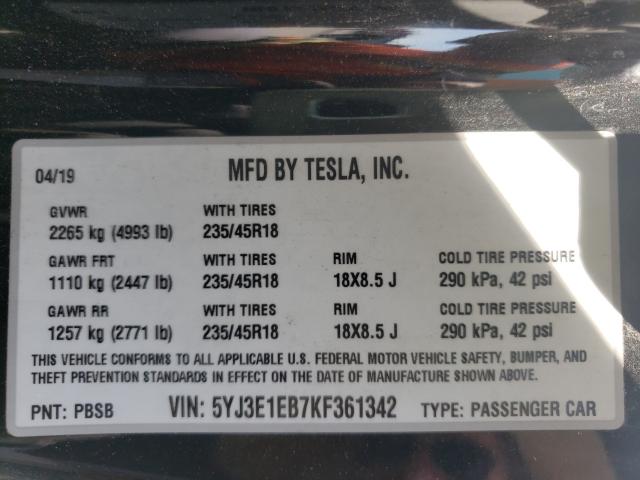 04/19 MFD BY TESLA, INC.
GVWR WITH TIRES
2265 kg (4993 lb) 235/45R18
GAWR FRT WITH TIRES RIM COLD TIRE PRESSURE
1110 kg (2447 lb) 235/45R18 18X8.5 J 290 kPa, 42 psi
GAWR RR WITH TIRES RIM COLD TIRE PRESSURE
1257 kg (2771 lb) 235/45R18 18X8.5 J 290 kPa, 42 psi
THIS VEHICLE CONFORMS TO ALL APPLICABLE U.S. FEDERAL MOTOR VEHICLE SAFETY, BUMPER, AND
THEFT PREVENTION STANDARDS IN EFFECT ON THE DATE OF MANUFACTURE SHOWN ABOVE.
PNT: PBSB VIN: 5YJ3E1EB7KF361342 TYPE: PASSENGER CAR